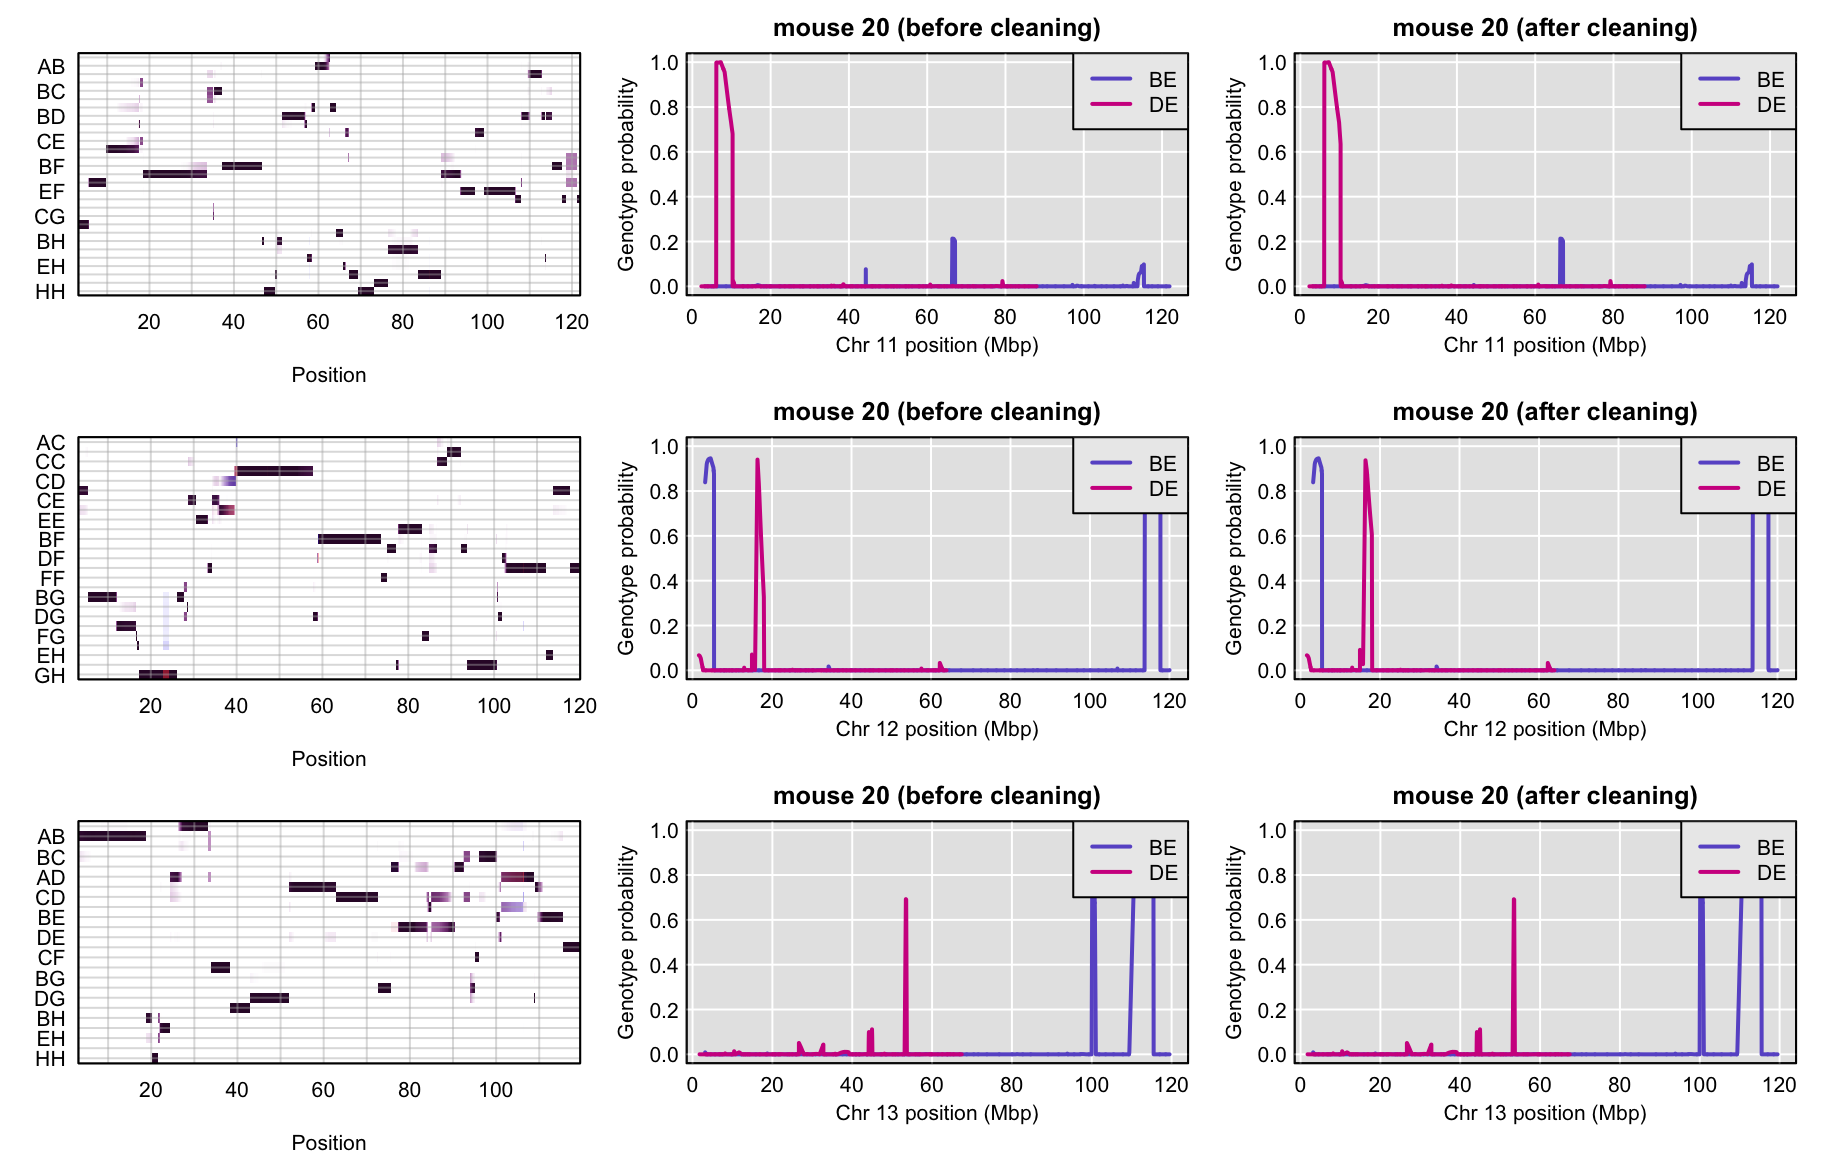 mouse 20 (before cleaning)
mouse 20 (after cleaning)
AB
BC
BD
CE
BF
EF
CG
BH
EH
HH
20 40 60 80 100 120
Position
Genotype probability
1.0
0.8
0.6
0.4
0.2
0.0
BE
DE
0 20 40 60 80 100 120
Chr 11 position (Mbp)
Genotype probability
1.0
0.8
0.6
0.4
0.2
0.0
BE
DE
0 20 40 60 80 100 120
Chr 11 position (Mbp)
mouse 20 (before cleaning)
mouse 20 (after cleaning)
AC
CC
CD
CE
EE
BF
DF
FF
BG
DG
FG
EH
GH
20 40 60 80 100 120
Position
Genotype probability
1.0
0.8
0.6
0.4
0.2
0.0
BE
DE
0 20 40 60 80 100 120
Chr 12 position (Mbp)
Genotype probability
1.0
0.8
0.6
0.4
0.2
0.0
BE
DE
0 20 40 60 80 100 120
Chr 12 position (Mbp)
mouse 20 (before cleaning)
mouse 20 (after cleaning)
AB
BC
AD
CD
BE
DE
CF
BG
DG
BH
EH
HH
20 40 60 80 100
Position
Genotype probability
1.0
0.8
0.6
0.4
0.2
0.0
BE
DE
0 20 40 60 80 100 120
Chr 13 position (Mbp)
Genotype probability
1.0
0.8
0.6
0.4
0.2
0.0
BE
DE
0 20 40 60 80 100 120
Chr 13 position (Mbp)